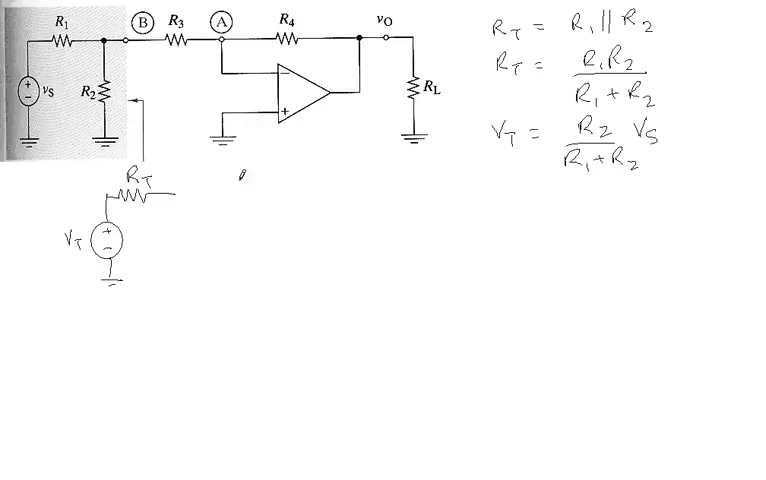 R1 B R3 A R4 vO
+ − vS R2 − + RL
RT
VT + −
RT = R1 || R2
RT = R1R2 / R1 + R2
VT = R2 / R1 + R2 VS